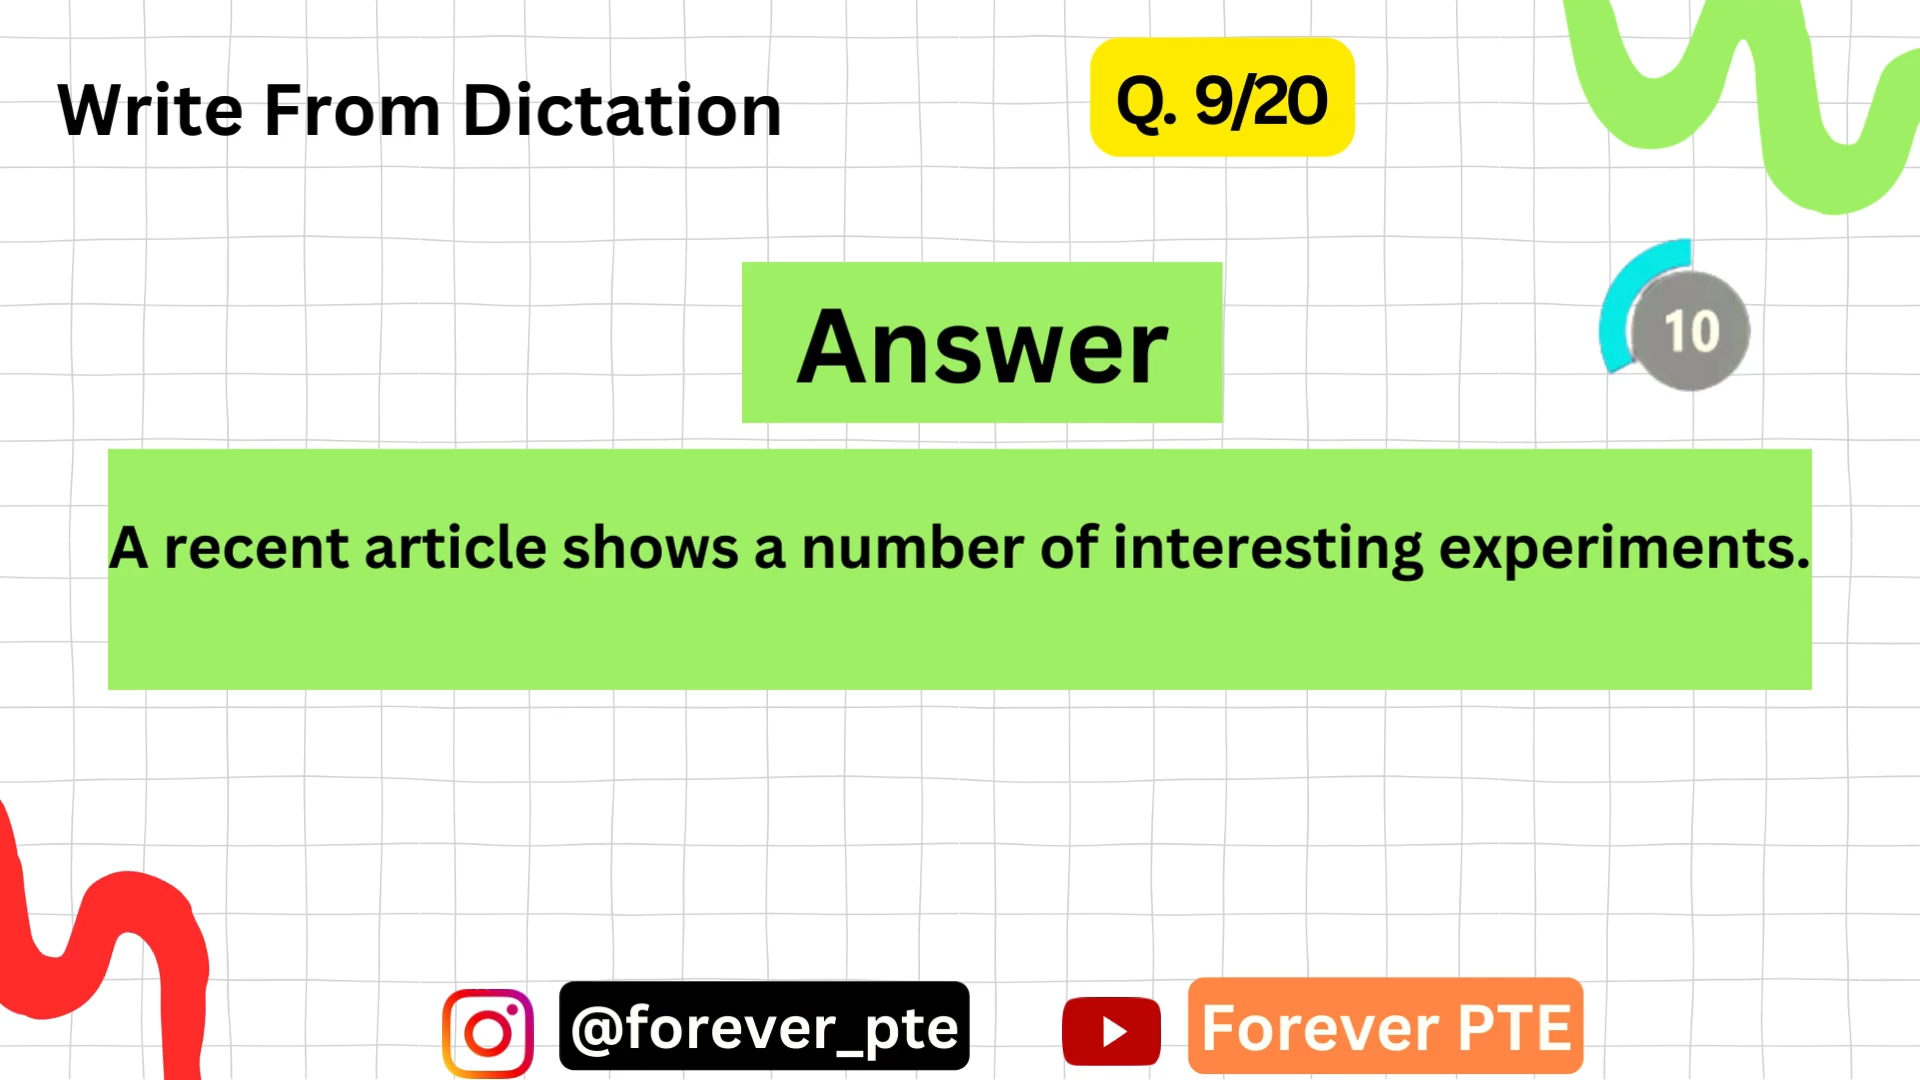 Write From Dictation
Q. 9/20
Answer
10
A recent article shows a number of interesting experiments.
@forever_pte
Forever PTE